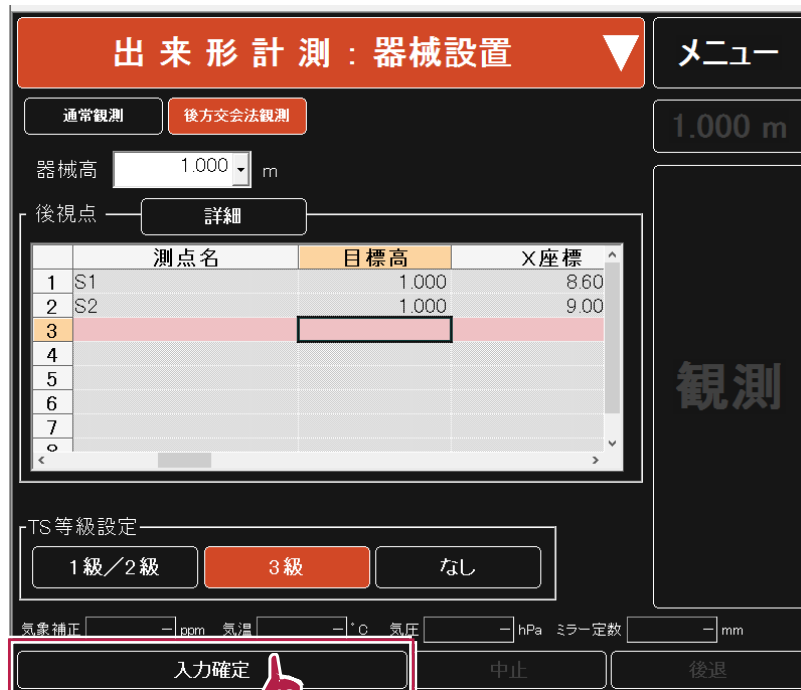 出来形計測：器械設置 ▼ メニュー
通常観測 後方交会法観測 1.000 m
器械高 1.000 m
後視点 詳細
測点名 目標高 X座標
1 S1 1.000 8.60
2 S2 1.000 9.00
3
4
5
6
7
観測
TS等級設定
1級／2級 3級 なし
気象補正 － ppm 気温 － ℃ 気圧 － hPa ミラー定数 － mm
入力確定 中止 後退